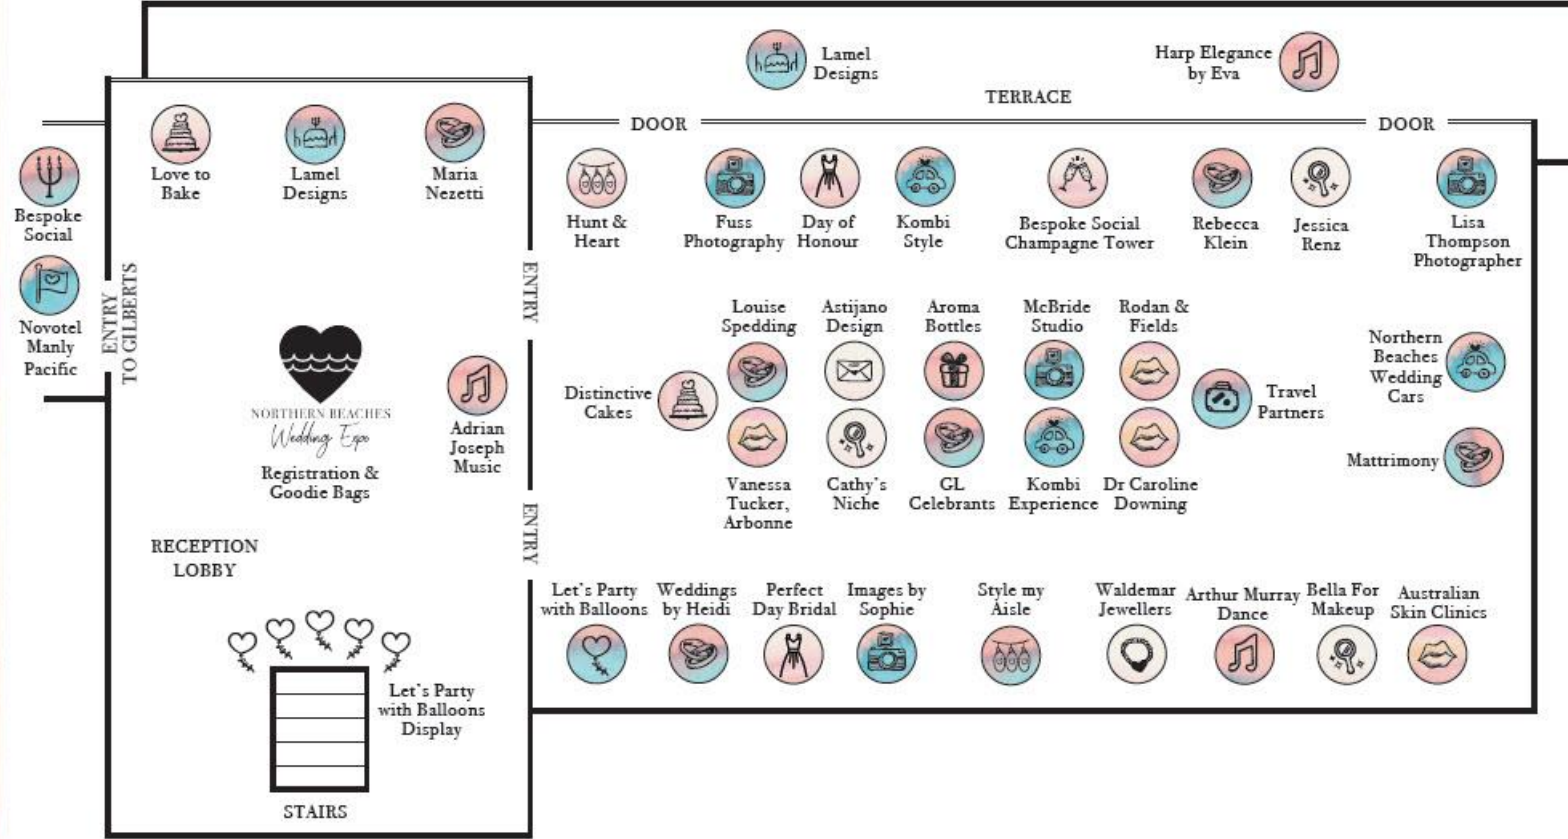 Lamel
Designs
Harp Elegance
by Eva
TERRACE
DOOR
DOOR
Love to
Bake
Lamel
Designs
Maria
Nezetti
Bespoke
Social
Novotel
Manly
Pacific
ENTRY
TO GILBERTS
NORTHERN BEACHES
Wedding Expo
Registration &
Goodie Bags
Adrian
Joseph
Music
RECEPTION
LOBBY
Let's Party
with Balloons
Display
STAIRS
ENTRY
ENTRY
Hunt &
Heart
Fuss
Photography
Day of
Honour
Kombi
Style
Bespoke Social
Champagne Tower
Rebecca
Klein
Jessica
Renz
Lisa
Thompson
Photographer
Louise
Spedding
Astijano
Design
Aroma
Bottles
McBride
Studio
Rodan &
Fields
Distinctive
Cakes
Travel
Partners
Northern
Beaches
Wedding
Cars
Mattrimony
Vanessa
Tucker,
Arbonne
Cathy's
Niche
GL
Celebrants
Kombi
Experience
Dr Caroline
Downing
Let's Party
with Balloons
Weddings
by Heidi
Perfect
Day Bridal
Images by
Sophie
Style my
Aisle
Waldemar
Jewellers
Arthur Murray
Dance
Bella For
Makeup
Australian
Skin Clinics